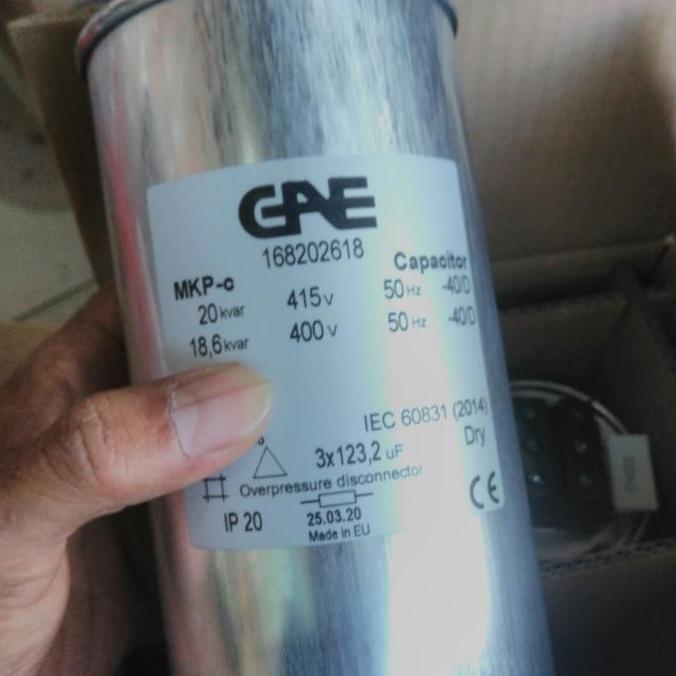 GAE
168202618
MKP-c Capacitor
20 kvar 415 v 50 Hz -40/D
18,6 kvar 400 v 50 Hz -40/D
IEC 60831 (2014)
3x123,2 uF Dry
Overpressure disconnector
CE
IP 20 25.03.20
Made in EU